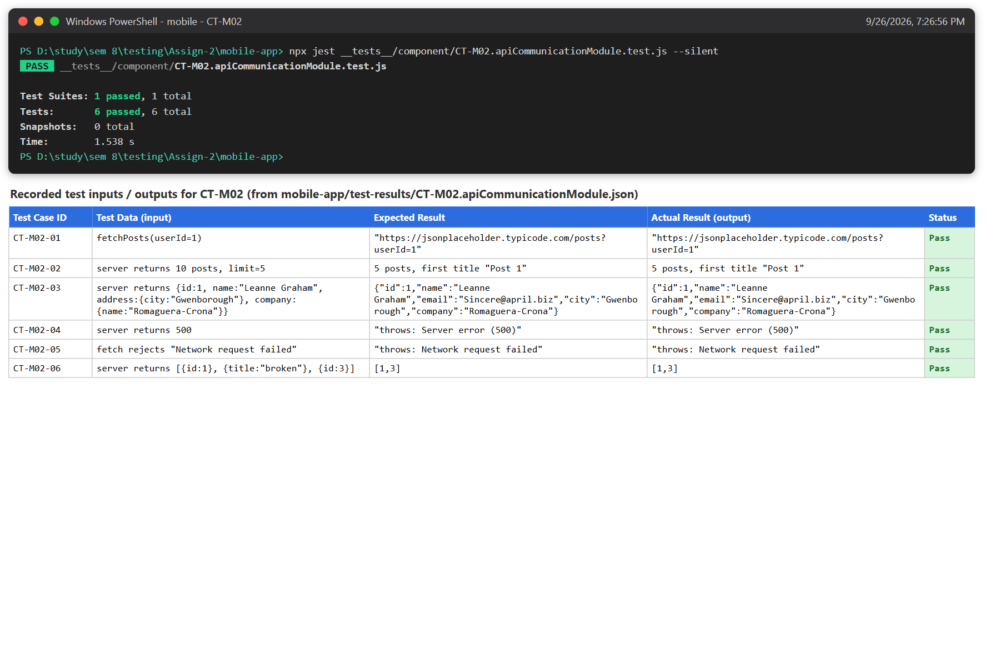 Windows PowerShell - mobile - CT-M02
9/26/2026, 7:26:56 PM
PS D:\study\sem 8\testing\Assign-2\mobile-app> npx jest __tests__/component/CT-M02.apiCommunicationModule.test.js --silent
PASS __tests__/component/CT-M02.apiCommunicationModule.test.js
Test Suites: 1 passed, 1 total
Tests: 6 passed, 6 total
Snapshots: 0 total
Time: 1.538 s
PS D:\study\sem 8\testing\Assign-2\mobile-app>
Recorded test inputs / outputs for CT-M02 (from mobile-app/test-results/CT-M02.apiCommunicationModule.json)
Test Case ID Test Data (input) Expected Result Actual Result (output) Status
CT-M02-01 fetchPosts(userId=1) "https://jsonplaceholder.typicode.com/posts? "https://jsonplaceholder.typicode.com/posts? Pass
userId=1" userId=1"
CT-M02-02 server returns 10 posts, limit=5 5 posts, first title "Post 1" 5 posts, first title "Post 1" Pass
CT-M02-03 server returns {id:1, name:"Leanne Graham", {"id":1,"name":"Leanne {"id":1,"name":"Leanne Pass
address:{city:"Gwenborough"}, company: Graham","email":"Sincere@april.biz","city":"Gwenbo Graham","email":"Sincere@april.biz","city":"Gwenbo
{name:"Romaguera-Crona"}} rough","company":"Romaguera-Crona"} rough","company":"Romaguera-Crona"}
CT-M02-04 server returns 500 "throws: Server error (500)" "throws: Server error (500)" Pass
CT-M02-05 fetch rejects "Network request failed" "throws: Network request failed" "throws: Network request failed" Pass
CT-M02-06 server returns [{id:1}, {title:"broken"}, {id:3}] [1,3] [1,3] Pass